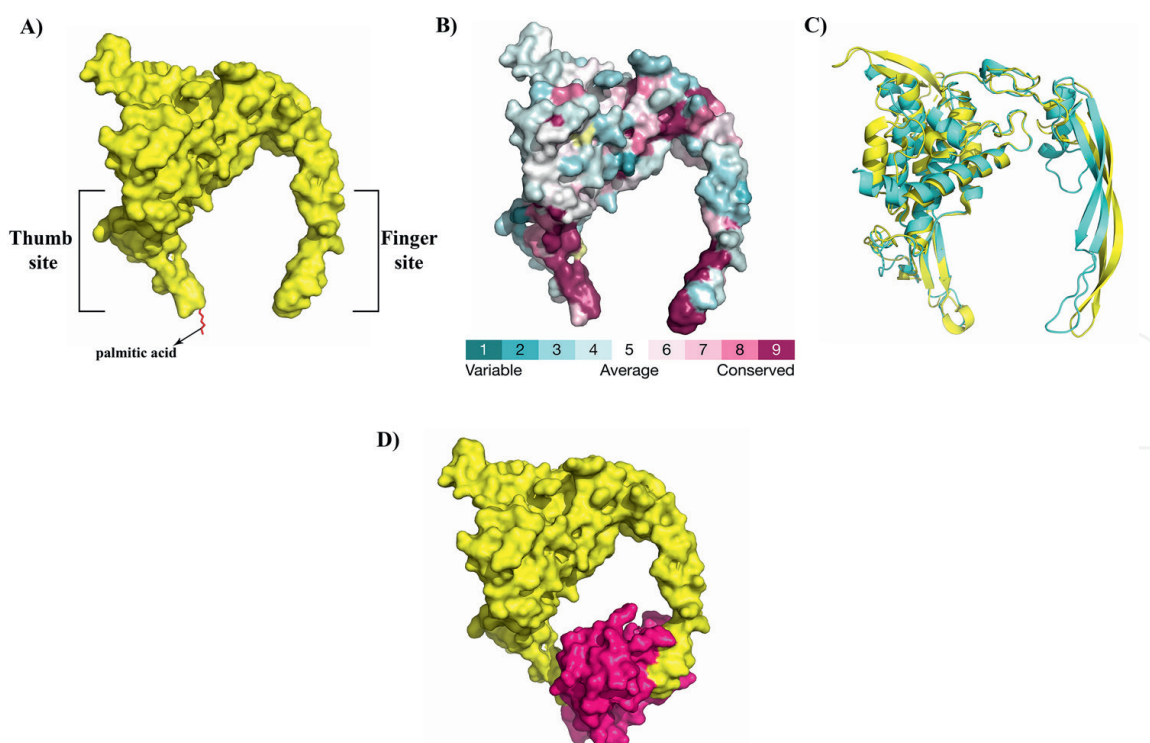 A)
B)
C)
Thumb
site
Finger
site
palmitic acid
1 2 3 4 5 6 7 8 9
Variable Average Conserved
D)